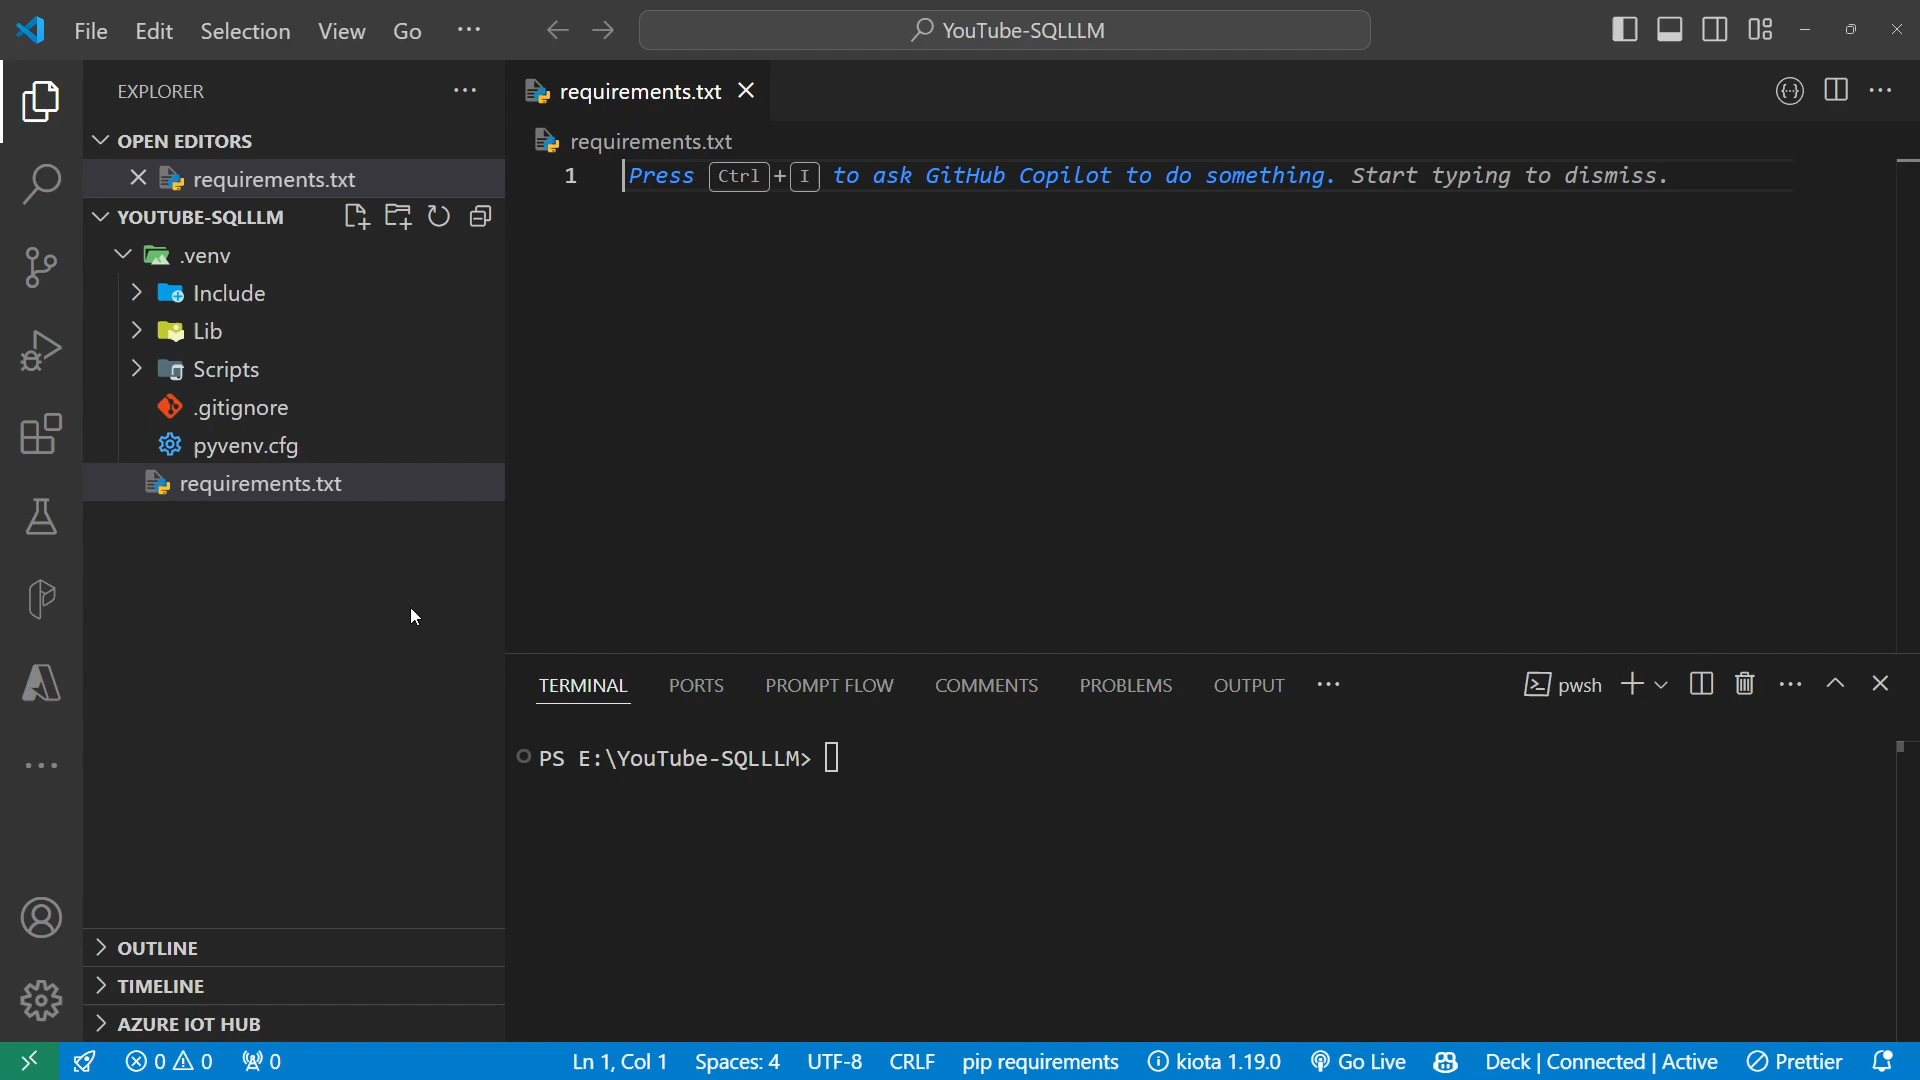 File Edit Selection View Go
YouTube-SQLLLM
EXPLORER
OPEN EDITORS
requirements.txt
YOUTUBE-SQLLLM
.venv
Include
Lib
Scripts
.gitignore
pyvenv.cfg
requirements.txt
OUTLINE
TIMELINE
AZURE IOT HUB
requirements.txt
requirements.txt
1 Press Ctrl+I to ask GitHub Copilot to do something. Start typing to dismiss.
TERMINAL PORTS PROMPT FLOW COMMENTS PROBLEMS OUTPUT
pwsh
PS E:\YouTube-SQLLLM>
0 0 0 Ln 1, Col 1 Spaces: 4 UTF-8 CRLF pip requirements kiota 1.19.0 Go Live Deck | Connected | Active Prettier